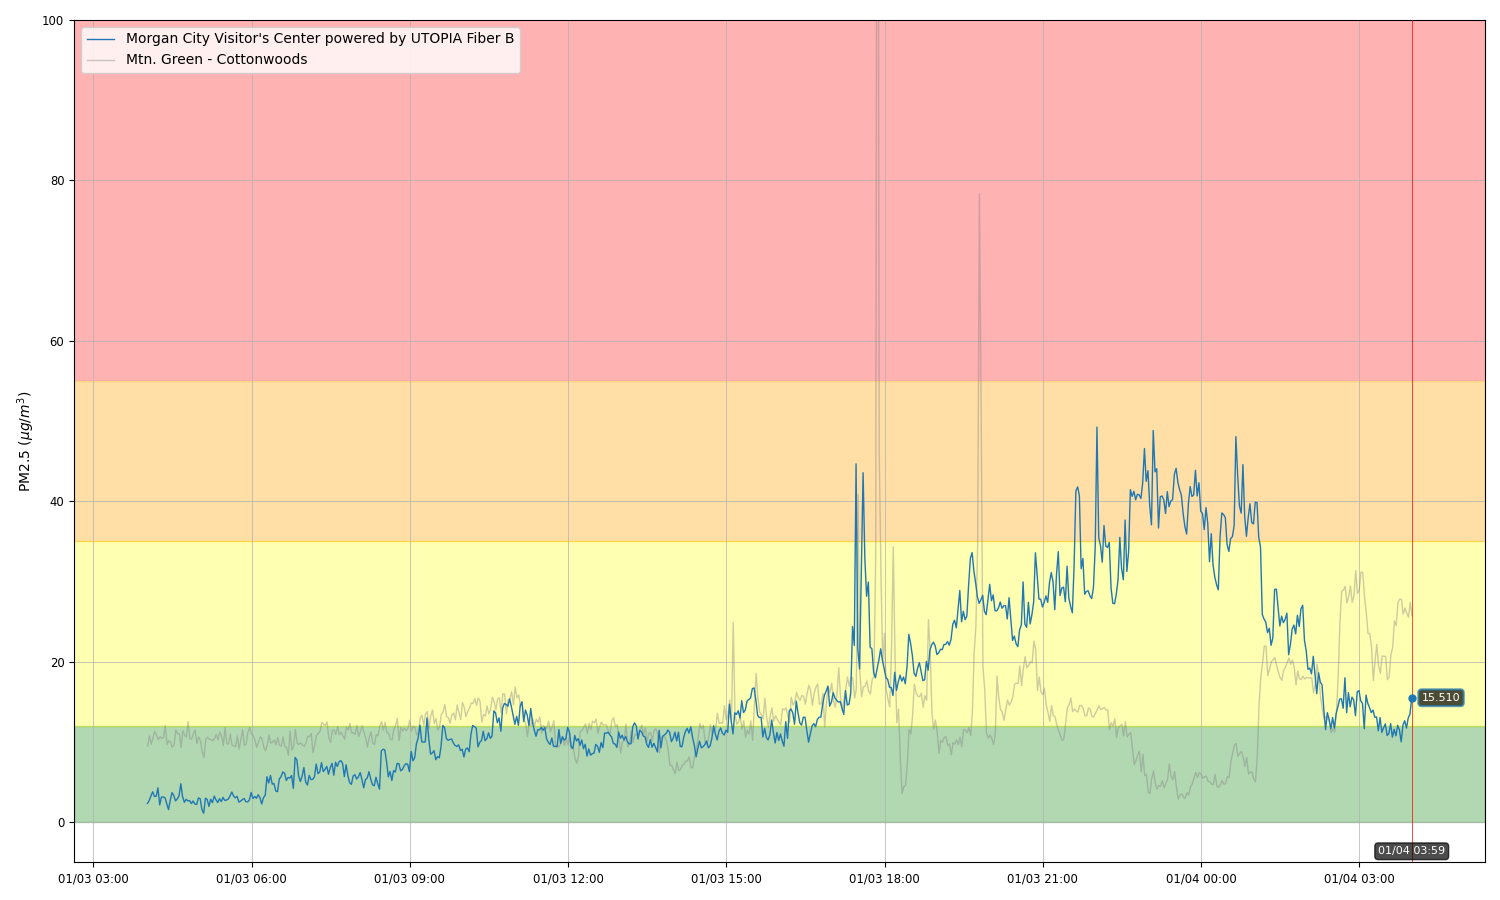 100
80
60
40
20
0
PM2.5 (μg/m³)
Morgan City Visitor's Center powered by UTOPIA Fiber B
Mtn. Green - Cottonwoods
15.510
01/04 03:59
01/03 03:00 01/03 06:00 01/03 09:00 01/03 12:00 01/03 15:00 01/03 18:00 01/03 21:00 01/04 00:00 01/04 03:00